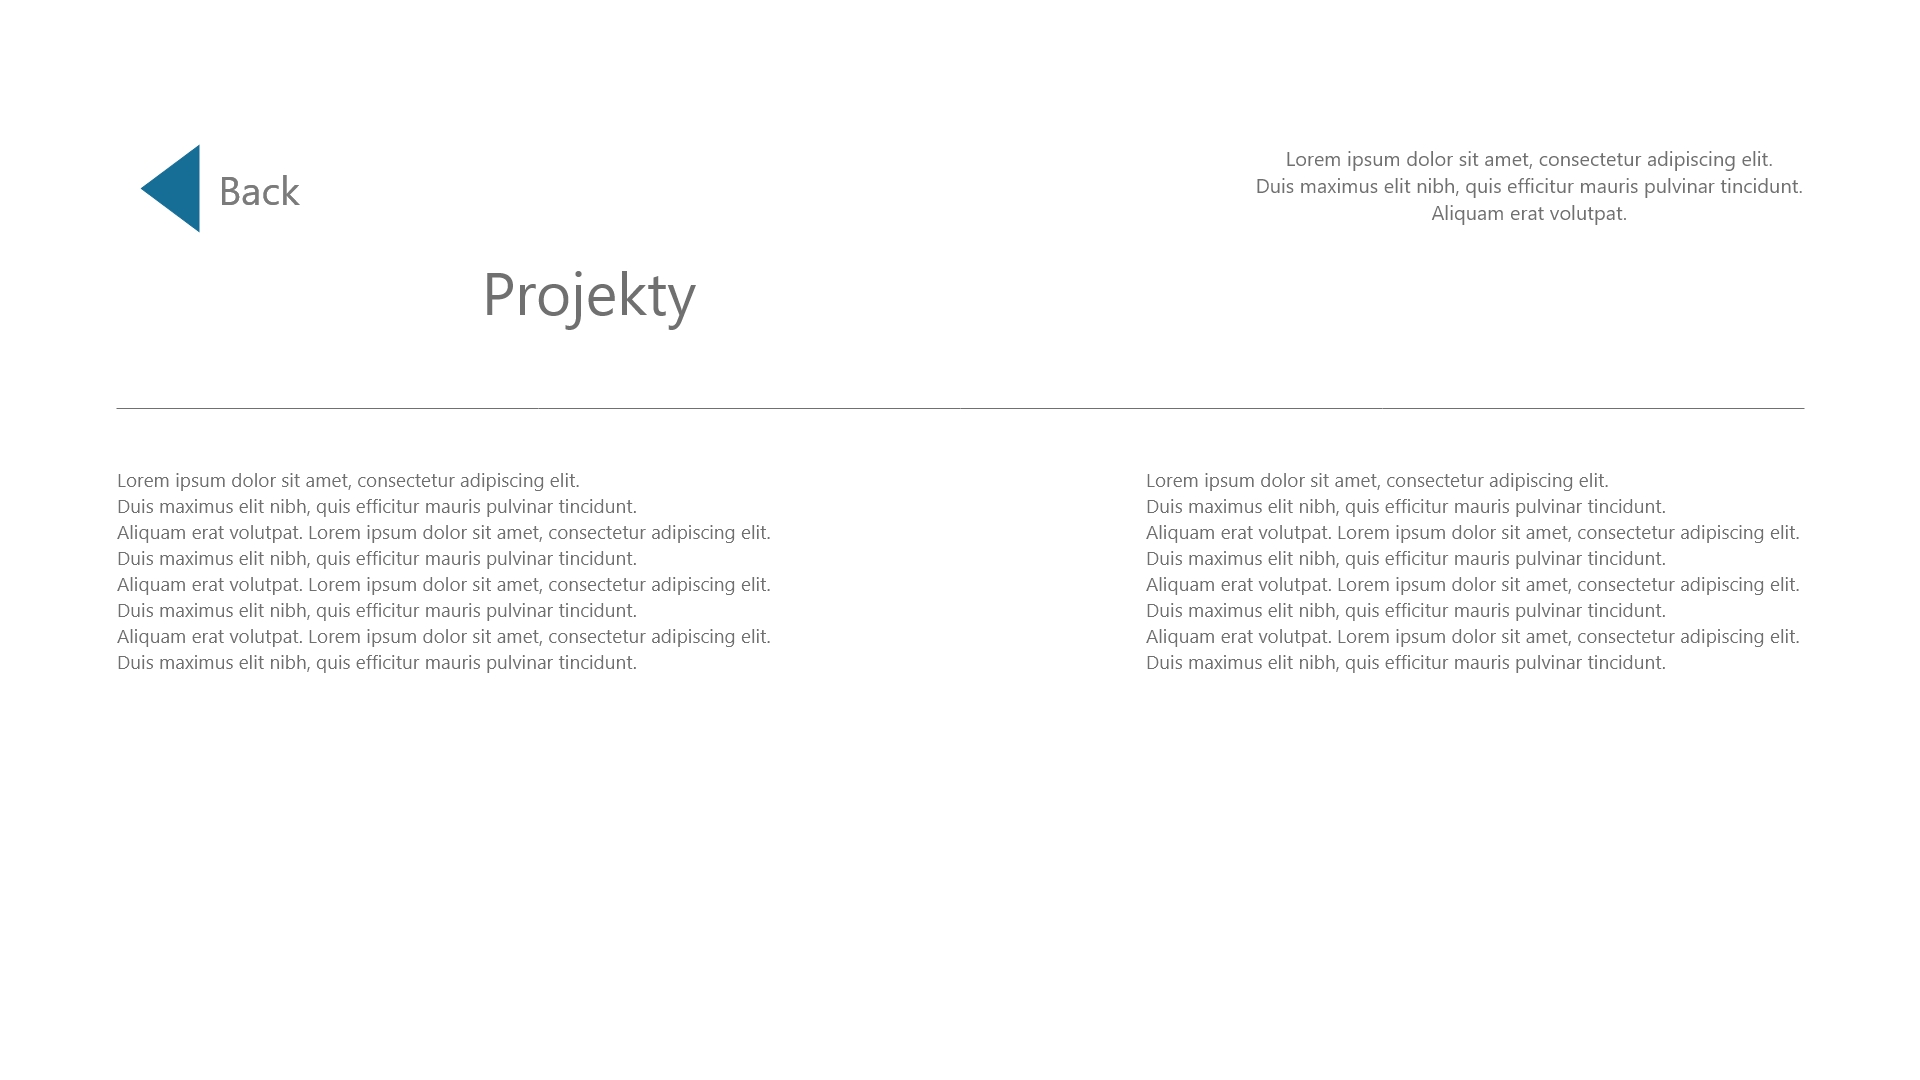 Back
Lorem ipsum dolor sit amet, consectetur adipiscing elit.
Duis maximus elit nibh, quis efficitur mauris pulvinar tincidunt.
Aliquam erat volutpat.
Projekty
Lorem ipsum dolor sit amet, consectetur adipiscing elit.
Duis maximus elit nibh, quis efficitur mauris pulvinar tincidunt.
Aliquam erat volutpat. Lorem ipsum dolor sit amet, consectetur adipiscing elit.
Duis maximus elit nibh, quis efficitur mauris pulvinar tincidunt.
Aliquam erat volutpat. Lorem ipsum dolor sit amet, consectetur adipiscing elit.
Duis maximus elit nibh, quis efficitur mauris pulvinar tincidunt.
Aliquam erat volutpat. Lorem ipsum dolor sit amet, consectetur adipiscing elit.
Duis maximus elit nibh, quis efficitur mauris pulvinar tincidunt.
Lorem ipsum dolor sit amet, consectetur adipiscing elit.
Duis maximus elit nibh, quis efficitur mauris pulvinar tincidunt.
Aliquam erat volutpat. Lorem ipsum dolor sit amet, consectetur adipiscing elit.
Duis maximus elit nibh, quis efficitur mauris pulvinar tincidunt.
Aliquam erat volutpat. Lorem ipsum dolor sit amet, consectetur adipiscing elit.
Duis maximus elit nibh, quis efficitur mauris pulvinar tincidunt.
Aliquam erat volutpat. Lorem ipsum dolor sit amet, consectetur adipiscing elit.
Duis maximus elit nibh, quis efficitur mauris pulvinar tincidunt.